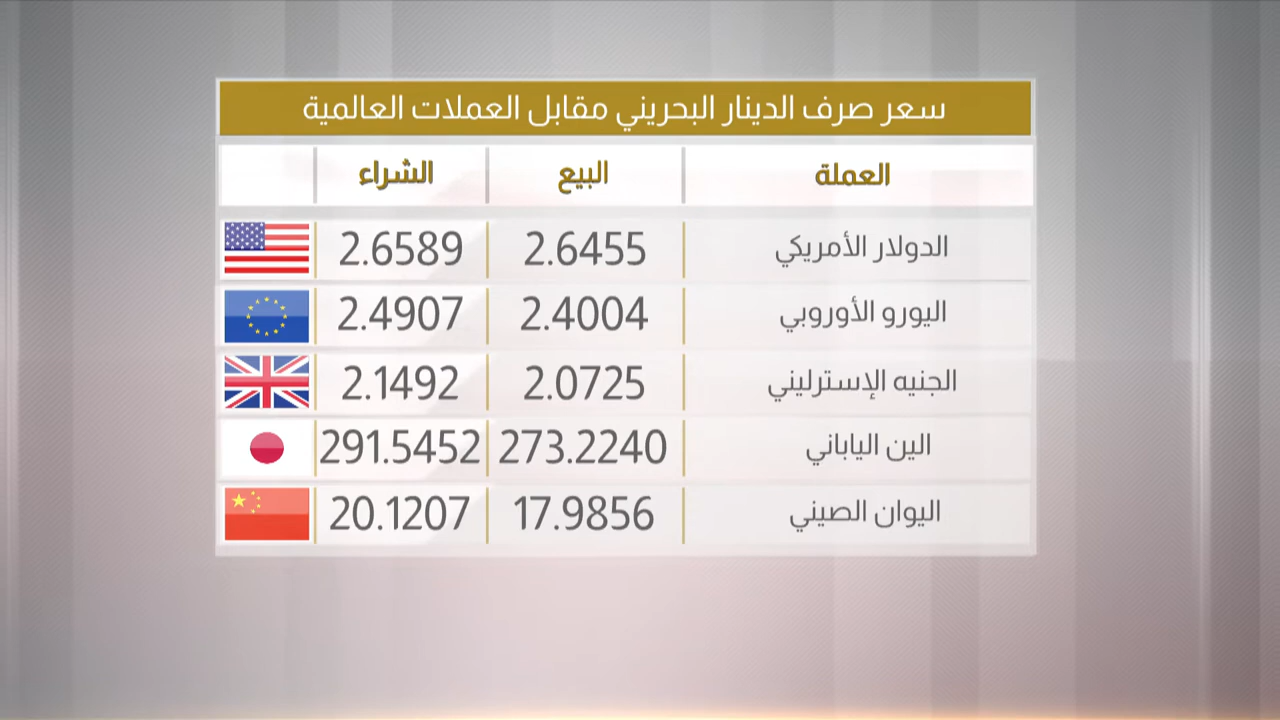 سعر صرف الدينار البحريني مقابل العملات العالمية
العملة البيع الشراء
الدولار الأمريكي 2.6455 2.6589
اليورو الأوروبي 2.4004 2.4907
الجنيه الإسترليني 2.0725 2.1492
الين الياباني 273.2240 291.5452
اليوان الصيني 17.9856 20.1207